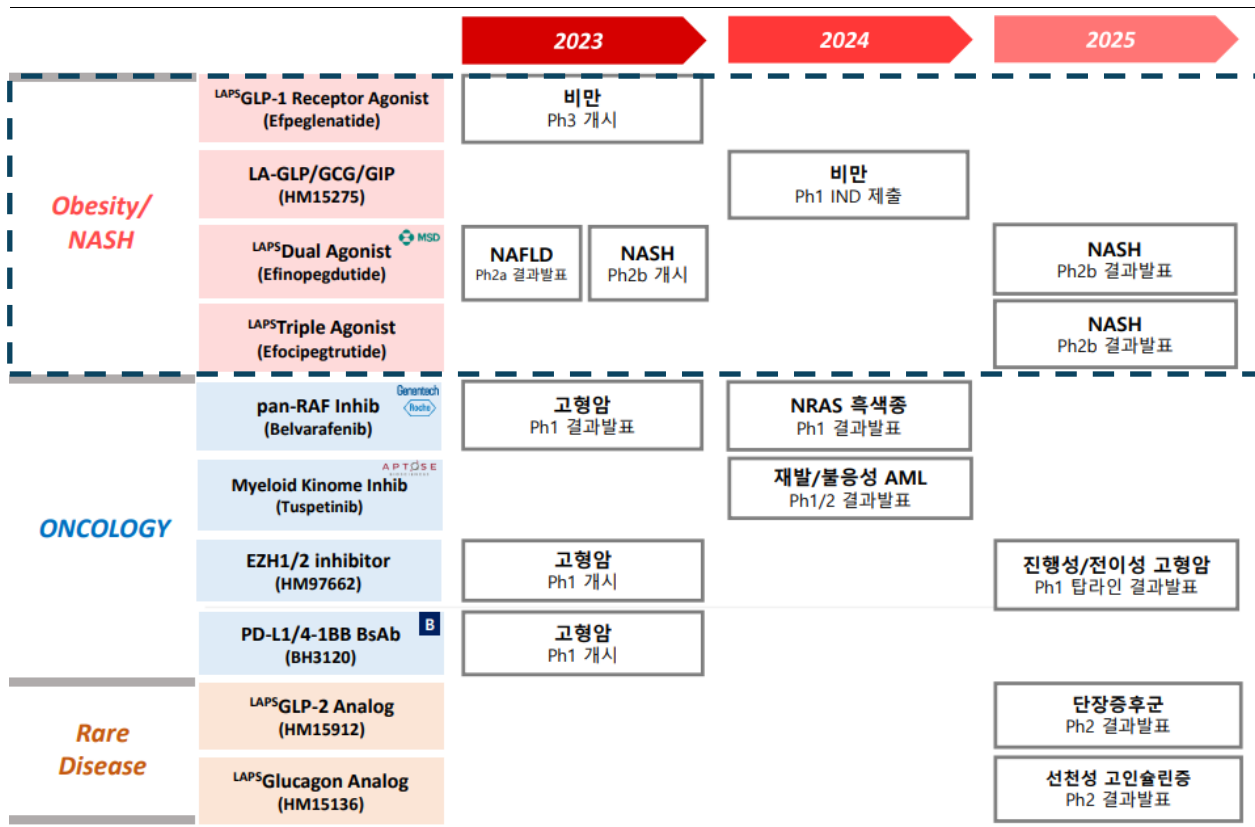 2023
2024
2025
Obesity/
NASH
LAPSGLP-1 Receptor Agonist
(Efpeglenatide)
비만
Ph3 개시
LA-GLP/GCG/GIP
(HM15275)
비만
Ph1 IND 제출
LAPSDual Agonist
(Efinopegdutide)
MSD
NAFLD
Ph2a 결과발표
NASH
Ph2b 개시
NASH
Ph2b 결과발표
LAPSTriple Agonist
(Efocipegtrutide)
NASH
Ph2b 결과발표
ONCOLOGY
pan-RAF Inhib
(Belvarafenib)
Genentech
Roche
고형암
Ph1 결과발표
NRAS 흑색종
Ph1 결과발표
APTOSE
Myeloid Kinome Inhib
(Tuspetinib)
재발/불응성 AML
Ph1/2 결과발표
EZH1/2 inhibitor
(HM97662)
고형암
Ph1 개시
진행성/전이성 고형암
Ph1 탑라인 결과발표
PD-L1/4-1BB BsAb
(BH3120)
B
고형암
Ph1 개시
Rare
Disease
LAPSGLP-2 Analog
(HM15912)
단장증후군
Ph2 결과발표
LAPSGlucagon Analog
(HM15136)
선천성 고인슐린증
Ph2 결과발표